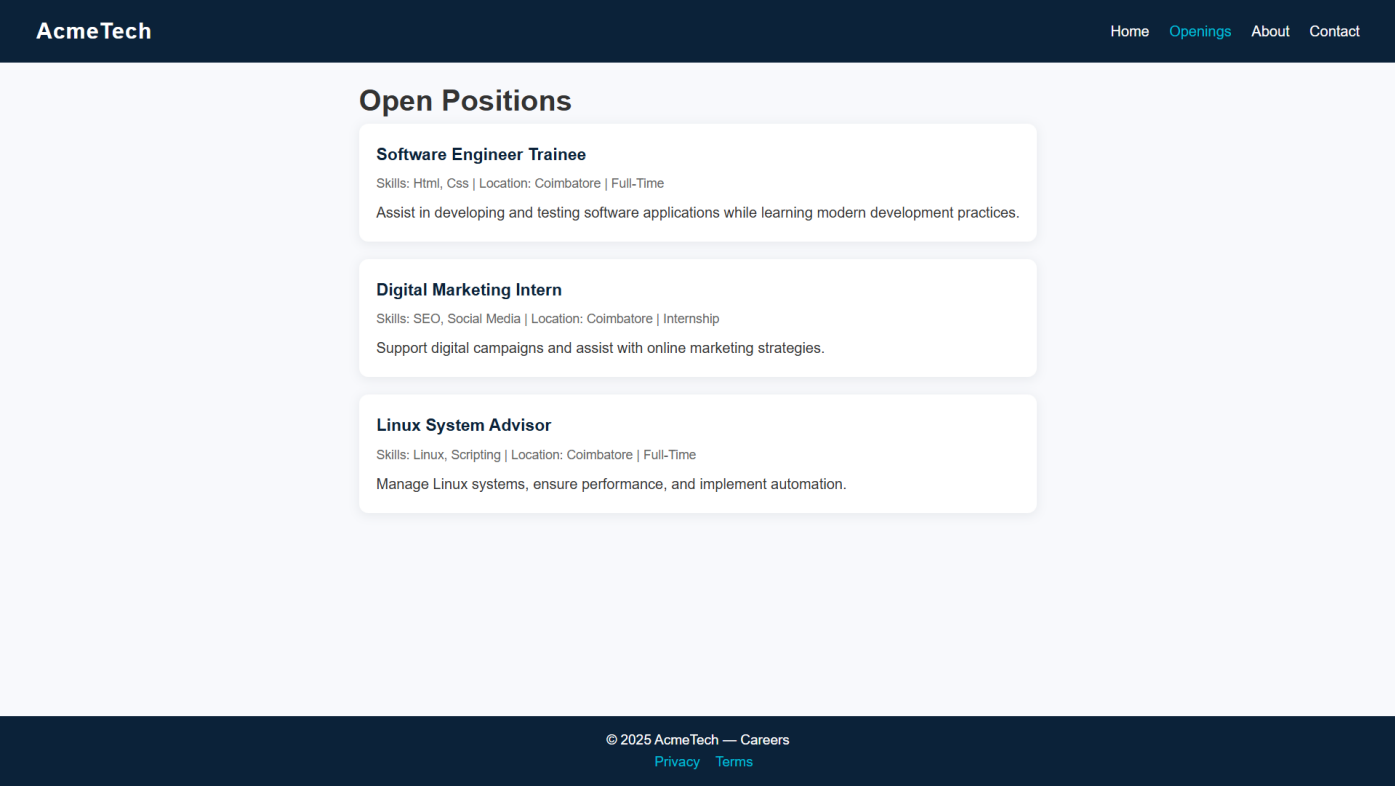 AcmeTech
Home Openings About Contact
Open Positions
Software Engineer Trainee
Skills: Html, Css | Location: Coimbatore | Full-Time
Assist in developing and testing software applications while learning modern development practices.
Digital Marketing Intern
Skills: SEO, Social Media | Location: Coimbatore | Internship
Support digital campaigns and assist with online marketing strategies.
Linux System Advisor
Skills: Linux, Scripting | Location: Coimbatore | Full-Time
Manage Linux systems, ensure performance, and implement automation.
© 2025 AcmeTech — Careers
Privacy Terms